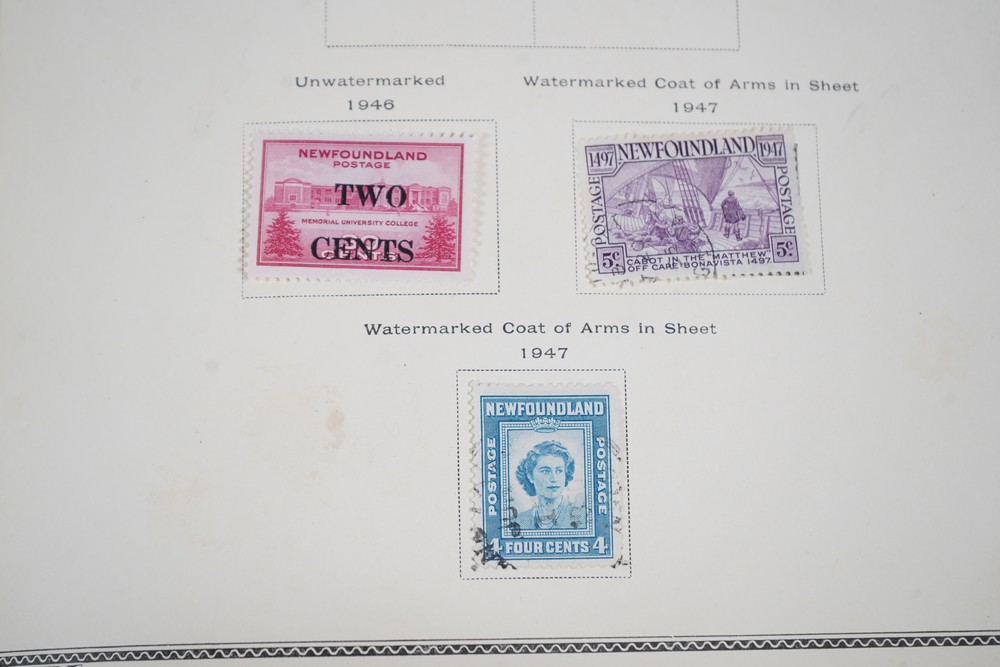 Unwatermarked
1946
Watermarked Coat of Arms in Sheet
1947
NEWFOUNDLAND
POSTAGE
TWO
MEMORIAL UNIVERSITY COLLEGE
CENTS
1497 NEWFOUNDLAND 1947
POSTAGE POSTAGE
5c 5c
CABOT IN THE "MATTHEW"
OFF CAPE BONAVISTA 1497.
Watermarked Coat of Arms in Sheet
1947
NEWFOUNDLAND
POSTAGE POSTAGE
4 FOUR CENTS 4